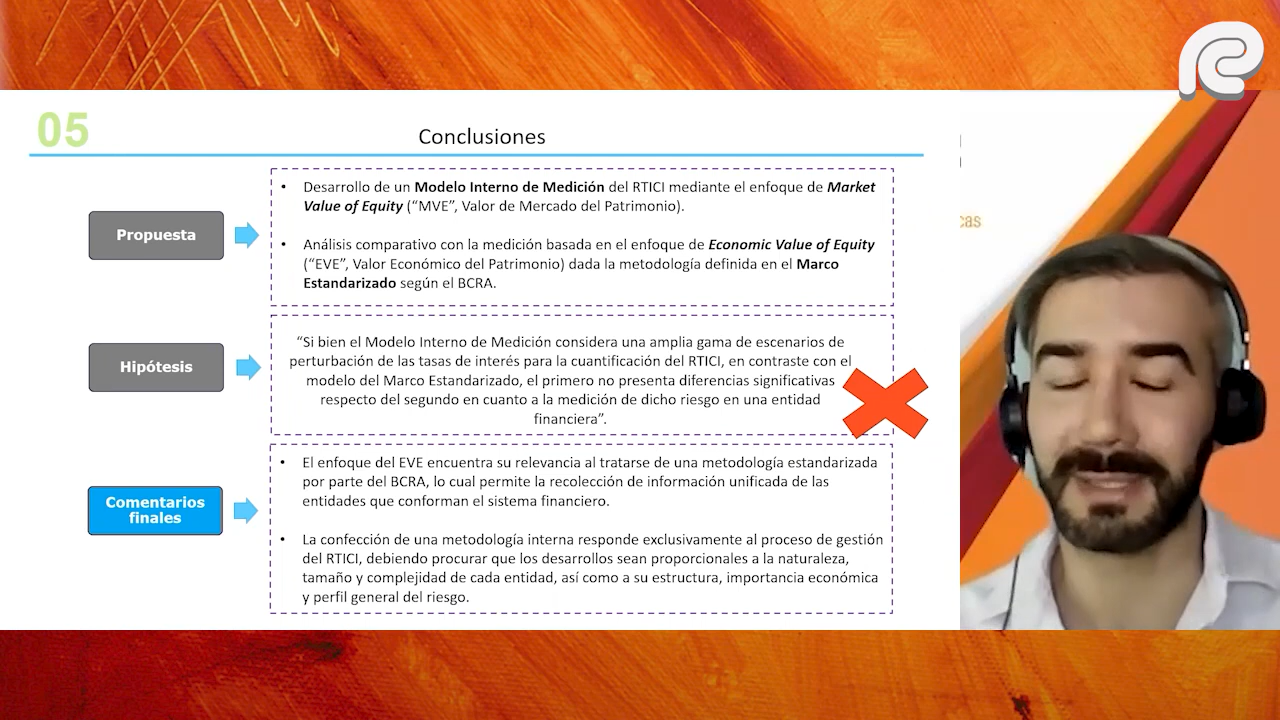 05
Conclusiones
Propuesta
• Desarrollo de un Modelo Interno de Medición del RTICI mediante el enfoque de Market
Value of Equity (“MVE”, Valor de Mercado del Patrimonio).
• Análisis comparativo con la medición basada en el enfoque de Economic Value of Equity
(“EVE”, Valor Económico del Patrimonio) dada la metodología definida en el Marco
Estandarizado según el BCRA.
Hipótesis
“Si bien el Modelo Interno de Medición considera una amplia gama de escenarios de
perturbación de las tasas de interés para la cuantificación del RTICI, en contraste con el
modelo del Marco Estandarizado, el primero no presenta diferencias significativas
respecto del segundo en cuanto a la medición de dicho riesgo en una entidad
financiera”.
Comentarios
finales
• El enfoque del EVE encuentra su relevancia al tratarse de una metodología estandarizada
por parte del BCRA, lo cual permite la recolección de información unificada de las
entidades que conforman el sistema financiero.
• La confección de una metodología interna responde exclusivamente al proceso de gestión
del RTICI, debiendo procurar que los desarrollos sean proporcionales a la naturaleza,
tamaño y complejidad de cada entidad, así como a su estructura, importancia económica
y perfil general del riesgo.
cas